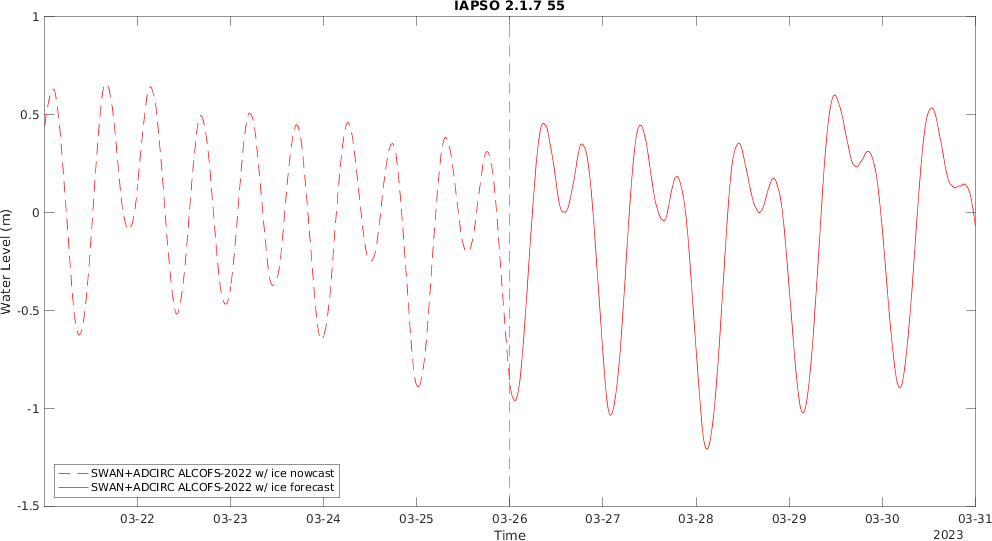 IAPSO 2.1.7 55
1
0.5
0
-0.5
-1
-1.5
Water Level (m)
SWAN+ADCIRC ALCOFS-2022 w/ ice nowcast
SWAN+ADCIRC ALCOFS-2022 w/ ice forecast
03-22 03-23 03-24 03-25 03-26 03-27 03-28 03-29 03-30 03-31
Time
2023